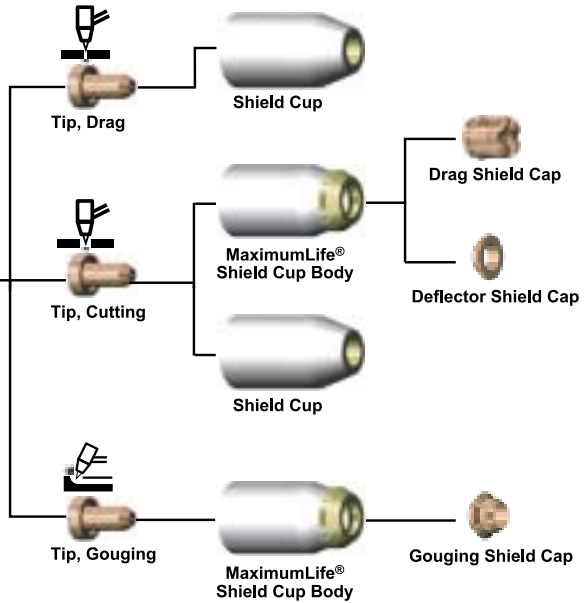 Shield Cup
Tip, Drag
Drag Shield Cap
MaximumLife®
Shield Cup Body
Deflector Shield Cap
Tip, Cutting
Shield Cup
Tip, Gouging
Gouging Shield Cap
MaximumLife®
Shield Cup Body